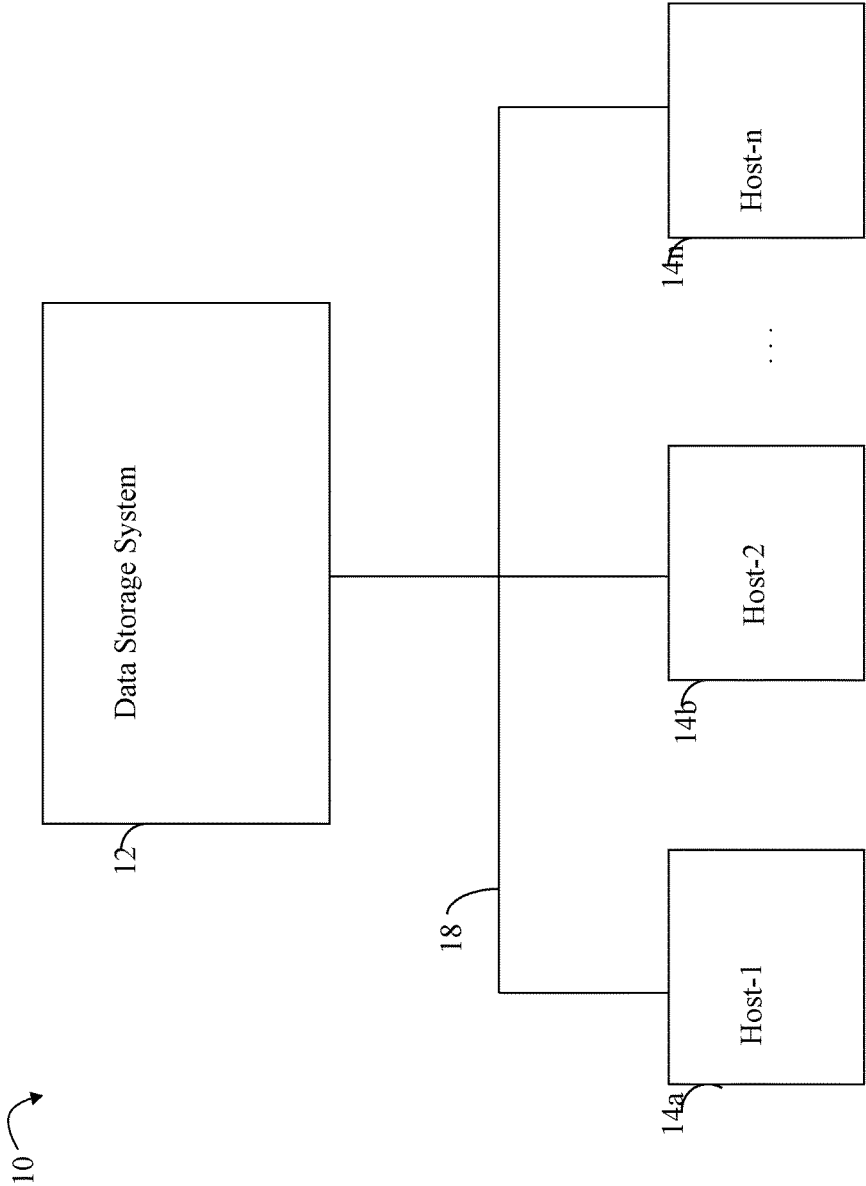 10
12
Data Storage System
18
14a
Host-1
14b
Host-2
. . .
14n
Host-n